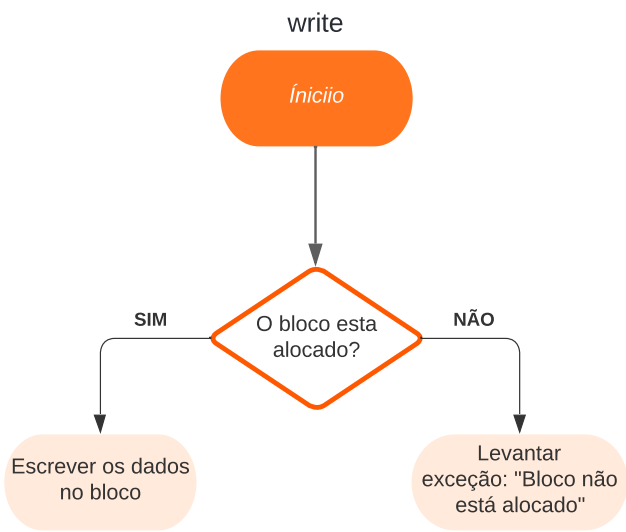 write
Íniciio
O bloco esta
alocado?
SIM
NÃO
Escrever os dados
no bloco
Levantar
exceção: "Bloco não
está alocado"